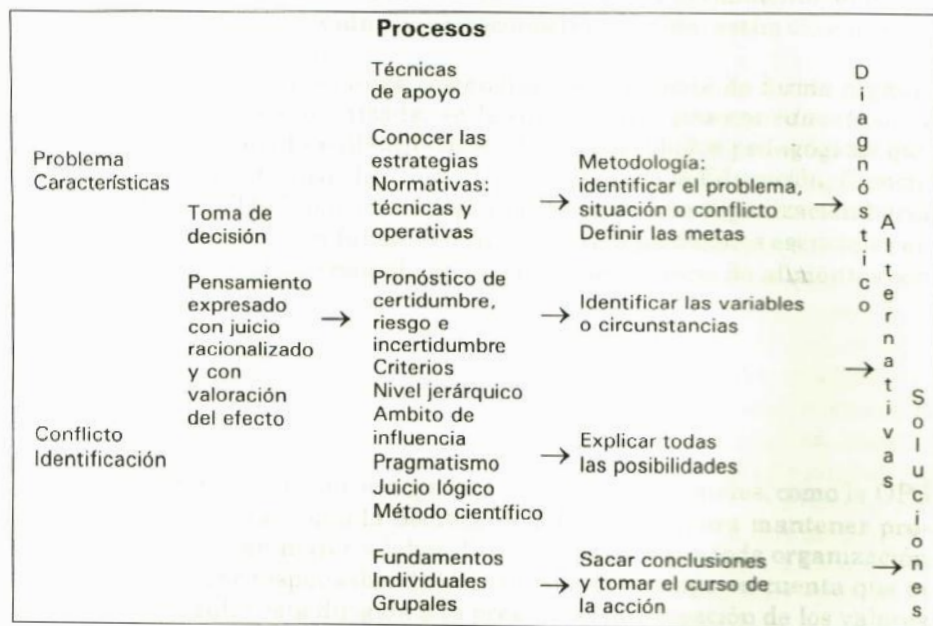 Procesos
Problema
Características
Conflicto
Identificación
Toma de
decisión
Pensamiento
expresado
con juicio
racionalizado
y con
valoración
del efecto
→
Técnicas
de apoyo
Conocer las
estrategias
Normativas:
técnicas y
operativas
Pronóstico de
certidumbre,
riesgo e
incertidumbre
Criterios
Nivel jerárquico
Ambito de
influencia
Pragmatismo
Juicio lógico
Método científico
Fundamentos
Individuales
Grupales
→ Metodología:
identificar el problema,
situación o conflicto
Definir las metas
→ Identificar las variables
o circunstancias
→ Explicar todas
las posibilidades
→ Sacar conclusiones
y tomar el curso de
la acción
→ Diagnóstico
→ Alternativas
→ Soluciones